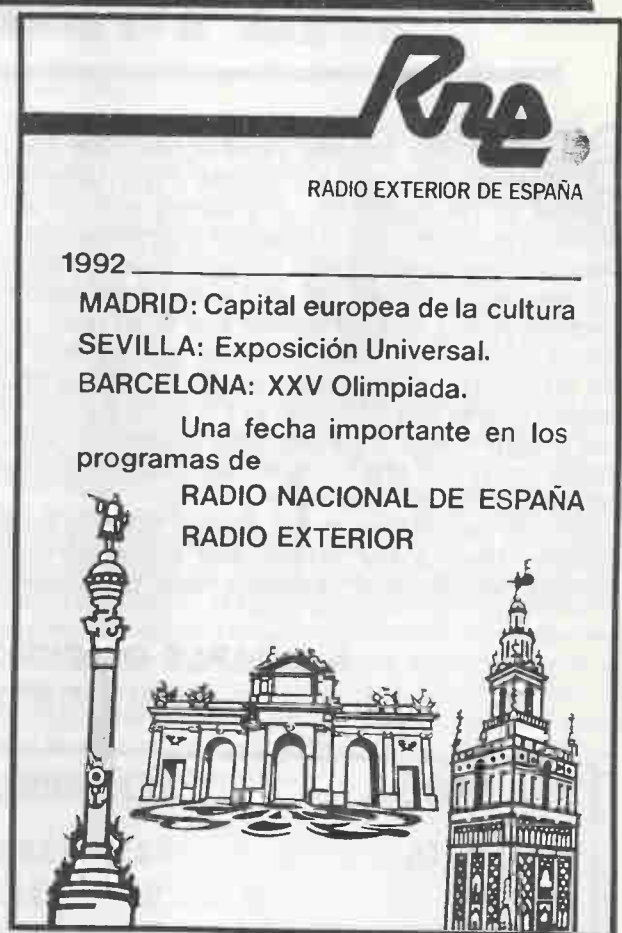 Rne
RADIO EXTERIOR DE ESPAÑA
1992
MADRID: Capital europea de la cultura
SEVILLA: Exposición Universal.
BARCELONA: XXV Olimpiada.
Una fecha importante en los
programas de
RADIO NACIONAL DE ESPAÑA
RADIO EXTERIOR